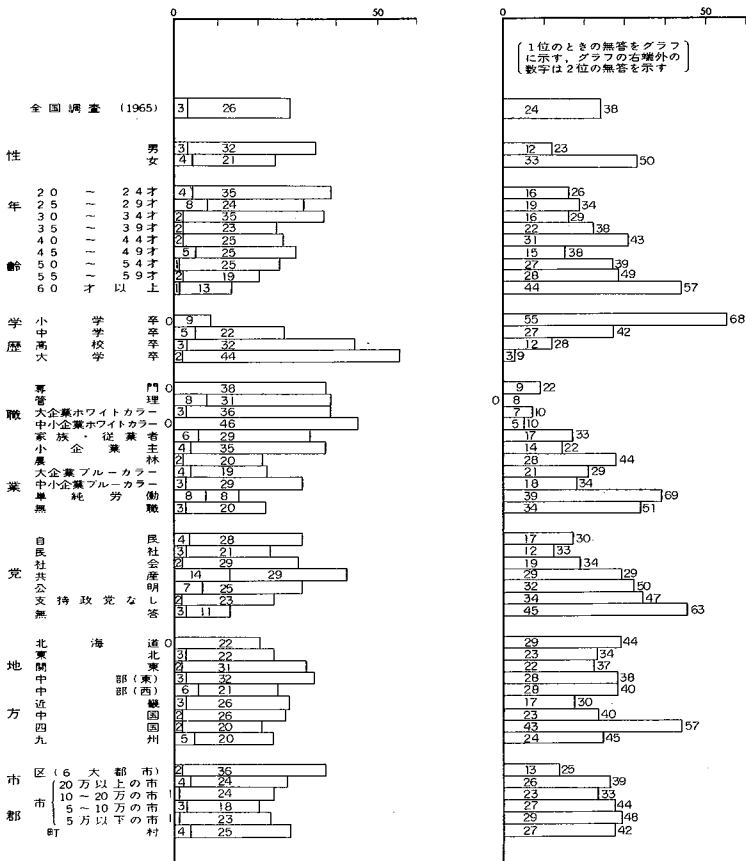 0 50 0 50
1位のときの無答をグラフ
に示す，グラフの右端外の
数字は2位の無答を示す
全国調査 (1965) 3 26 24 38
性
男 3 32 12 23
女 4 21 33 50
年齢
20 ～ 24才 4 35 16 26
25 ～ 29才 8 24 19 34
30 ～ 34才 2 35 16 29
35 ～ 39才 2 23 22 38
40 ～ 44才 2 25 31 43
45 ～ 49才 5 25 15 38
50 ～ 54才 1 25 27 39
55 ～ 59才 2 19 28 49
60 才以上 1 13 44 57
学歴
小学卒 0 9 55 68
中学卒 5 22 27 42
高校卒 3 32 12 28
大学卒 2 44 3 9
職業
専門 0 38 9 22
管理 8 31 0 8
大企業ホワイトカラー 3 36 7 10
中小企業ホワイトカラー 0 46 5 10
家族・従業者 6 29 17 33
小企業主 4 35 14 22
農林 2 20 28 44
大企業ブルーカラー 4 19 21 29
中小企業ブルーカラー 3 29 18 34
単純労働 8 8 39 69
無職 3 20 34 51
党
自民 4 28 17 30
民社 3 21 12 33
社会 2 29 19 34
共産 14 29 29 29
公明 7 25 32 50
支持政党なし 2 23 34 47
無答 3 11 45 63
地方
北海道 0 22 29 44
東北 3 22 23 34
関東 2 31 22 37
中部(東) 3 32 28 38
中部(西) 6 21 28 40
近畿 3 26 17 30
中国 2 26 23 40
四国 2 20 43 57
九州 5 20 24 45
市郡
区(6大都市) 2 36 13 25
市
20万以上の市 4 24 26 39
10～20万の市 1 24 23 33
5～10万の市 3 18 27 44
5万以下の市 1 23 29 48
町村 4 25 27 42